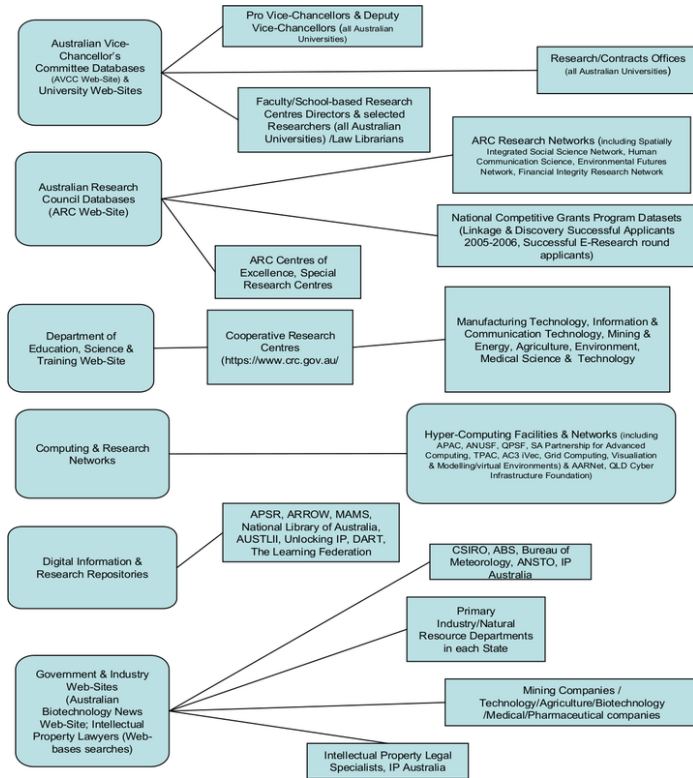 Pro Vice-Chancellors & Deputy
Vice-Chancellors (all Australian
Universities)
Australian Vice-
Chancellor's
Committee Databases
(AVCC Web-Site) &
University Web-Sites
Research/Contracts Offices
(all Australian Universities)
Faculty/School-based Research
Centres Directors & selected
Researchers (all Australian
Universities) /Law Librarians
ARC Research Networks (including Spatially
Integrated Social Science Network, Human
Communication Science, Environmental Futures
Network, Financial Integrity Research Network
Australian Research
Council Databases
(ARC Web-Site)
National Competitive Grants Program Datasets
(Linkage & Discovery Successful Applicants
2005-2006, Successful E-Research round
applicants)
ARC Centres of
Excellence, Special
Research Centres
Department of
Education, Science &
Training Web-Site
Cooperative Research
Centres
(https://www.crc.gov.au/
Manufacturing Technology, Information &
Communication Technology, Mining &
Energy, Agriculture, Environment,
Medical Science & Technology
Computing & Research
Networks
Hyper-Computing Facilities & Networks (including
APAC, ANUSF, QPSF, SA Partnership for Advanced
Computing, TPAC, AC3 iVec, Grid Computing, Visualiation
& Modelling/virtual Environments) & AARNet, QLD Cyber
Infrastructure Foundation)
Digital Information &
Research Repositories
APSR, ARROW, MAMS,
National Library of Australia,
AUSTLII, Unlocking IP, DART,
The Learning Federation
CSIRO, ABS, Bureau of
Meteorology, ANSTO, IP
Australia
Primary
Industry/Natural
Resource Departments
in each State
Government & Industry
Web-Sites
(Australian
Biotechnology News
Web-Site; Intellectual
Property Lawyers (Web-
bases searches)
Mining Companies /
Technology/Agriculture/Biotechnology
/Medical/Pharmaceutical companies
Intellectual Property Legal
Specialists, IP Australia